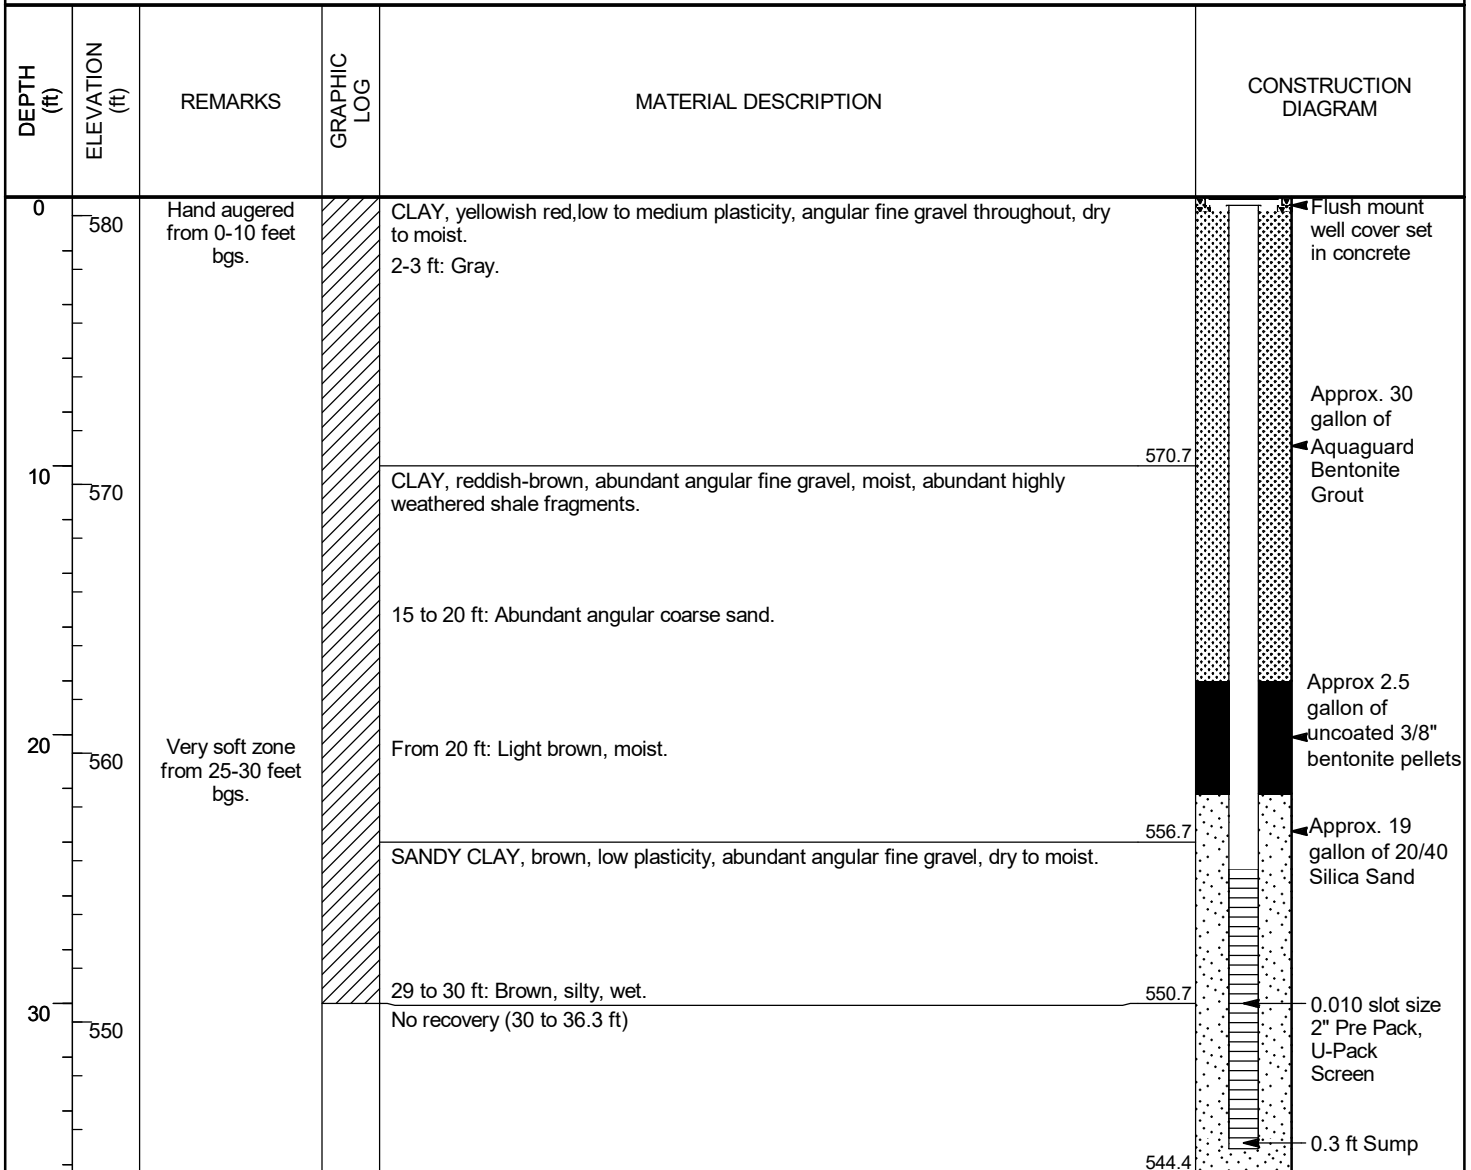 DEPTH
(ft)
ELEVATION
(ft)
REMARKS
GRAPHIC
LOG
MATERIAL DESCRIPTION
CONSTRUCTION
DIAGRAM
0
580
Hand augered
from 0-10 feet
bgs.
CLAY, yellowish red,low to medium plasticity, angular fine gravel throughout, dry
to moist.
2-3 ft: Gray.
Flush mount
well cover set
in concrete
Approx. 30
gallon of
Aquaguard
Bentonite
Grout
570.7
10
570
CLAY, reddish-brown, abundant angular fine gravel, moist, abundant highly
weathered shale fragments.
15 to 20 ft: Abundant angular coarse sand.
Approx 2.5
gallon of
uncoated 3/8"
bentonite pellets
20
560
Very soft zone
from 25-30 feet
bgs.
From 20 ft: Light brown, moist.
556.7
Approx. 19
gallon of 20/40
Silica Sand
SANDY CLAY, brown, low plasticity, abundant angular fine gravel, dry to moist.
29 to 30 ft: Brown, silty, wet.
550.7
30
550
No recovery (30 to 36.3 ft)
0.010 slot size
2" Pre Pack,
U-Pack
Screen
0.3 ft Sump
544.4